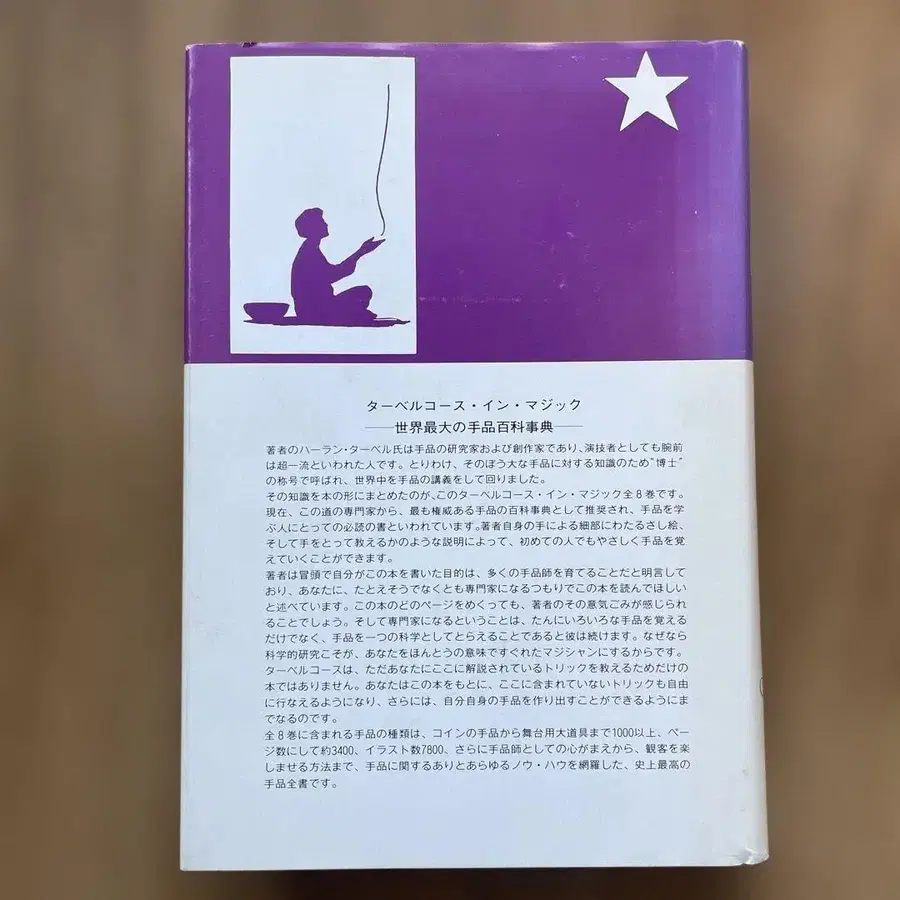 ターベルコース・イン・マジック
──世界最大の手品百科事典──
著者のハーラン・ターベル氏は手品の研究家および創作家であり、演技者としても腕前
は超一流といわれた人です。とりわけ、そのぼう大な手品に対する知識のため“博士”
の称号で呼ばれ、世界中を手品の講義をして回りました。
その知識を本の形にまとめたのが、このターベルコース・イン・マジック全8巻です。
現在、この道の専門家から、最も権威ある手品の百科事典として推奨され、手品を学
ぶ人にとっての必読の書といわれています。著者自身の手による細部にわたるさし絵、
そして手をとって教えるかのような説明によって、初めての人でもやさしく手品を覚
えていくことができます。
著者は冒頭で自分がこの本を書いた目的は、多くの手品師を育てることだと明言して
おり、あなたに、たとえそうでなくとも専門家になるつもりでこの本を読んでほしい
と述べています。この本のどのページをめくっても、著者のその意気ごみが感じられ
ることでしょう。そして専門家になるということは、たんにいろいろな手品を覚える
だけでなく、手品を一つの科学としてとらえることであると彼は続けます。なぜなら
科学的研究こそが、あなたをほんとうの意味ですぐれたマジシャンにするからです。
ターベルコースは、ただあなたにここに解説されているトリックを教えるためだけの
本ではありません。あなたはこの本をもとに、ここに含まれていないトリックも自由
に行なえるようになり、さらには、自分自身の手品を作り出すことができるようにま
でなるのです。
全8巻に含まれる手品の種類は、コインの手品から舞台用大道具まで1000以上、ペー
ジ数にして約3400、イラスト数7800、さらに手品師としての心がまえから、観客を楽
しませる方法まで、手品に関するありとあらゆるノウ・ハウを網羅した、史上最高の
手品全書です。